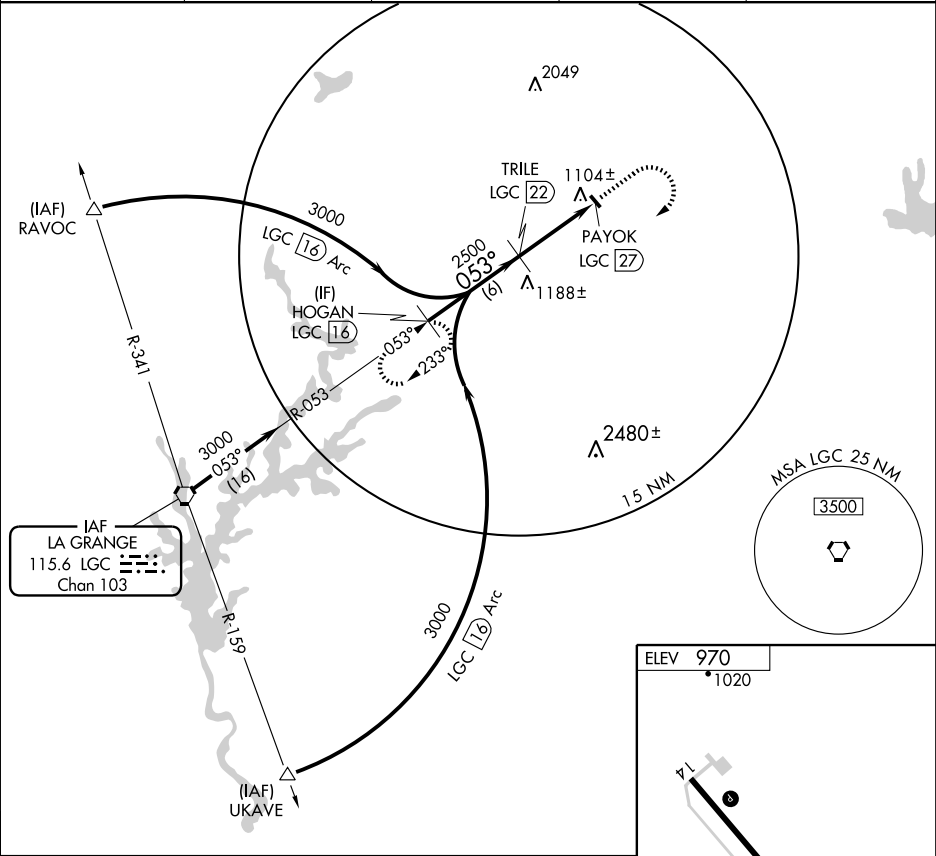 2049
TRILE
LGC 22
1104±
(IAF)
RAVOC
3000
LGC 16 Arc
PAYOK
LGC 27
2500
053°
(6)
1188±
(IF)
HOGAN
LGC 16
053°
233°
R-341
R-053
3000
053°
(16)
2480±
15 NM
MSA LGC 25 NM
3500
IAF
LA GRANGE
115.6 LGC
Chan 103
R-159
3000
LGC 16 Arc
(IAF)
UKAVE
ELEV 970
1020
14
P